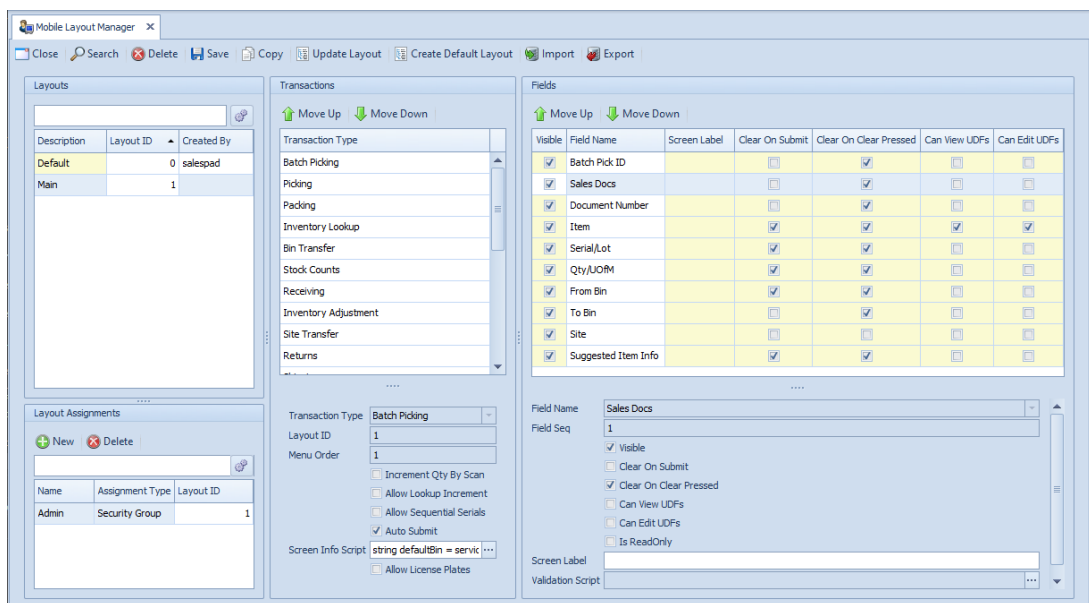 Mobile Layout Manager
Close Search Delete Save Copy Update Layout Create Default Layout Import Export
Layouts
Description Layout ID Created By
Default 0 salespad
Main 1
Layout Assignments
New Delete
Name Assignment Type Layout ID
Admin Security Group 1
Transactions
Move Up Move Down
Transaction Type
Batch Picking
Picking
Packing
Inventory Lookup
Bin Transfer
Stock Counts
Receiving
Inventory Adjustment
Site Transfer
Returns
Transaction Type Batch Picking
Layout ID 1
Menu Order 1
Increment Qty By Scan
Allow Lookup Increment
Allow Sequential Serials
Auto Submit
Screen Info Script string defaultBin = servic ...
Allow License Plates
Fields
Move Up Move Down
Visible Field Name Screen Label Clear On Submit Clear On Clear Pressed Can View UDFs Can Edit UDFs
Batch Pick ID
Sales Docs
Document Number
Item
Serial/Lot
Qty/UOfM
From Bin
To Bin
Site
Suggested Item Info
Field Name Sales Docs
Field Seq 1
Visible
Clear On Submit
Clear On Clear Pressed
Can View UDFs
Can Edit UDFs
Is ReadOnly
Screen Label
Validation Script ...